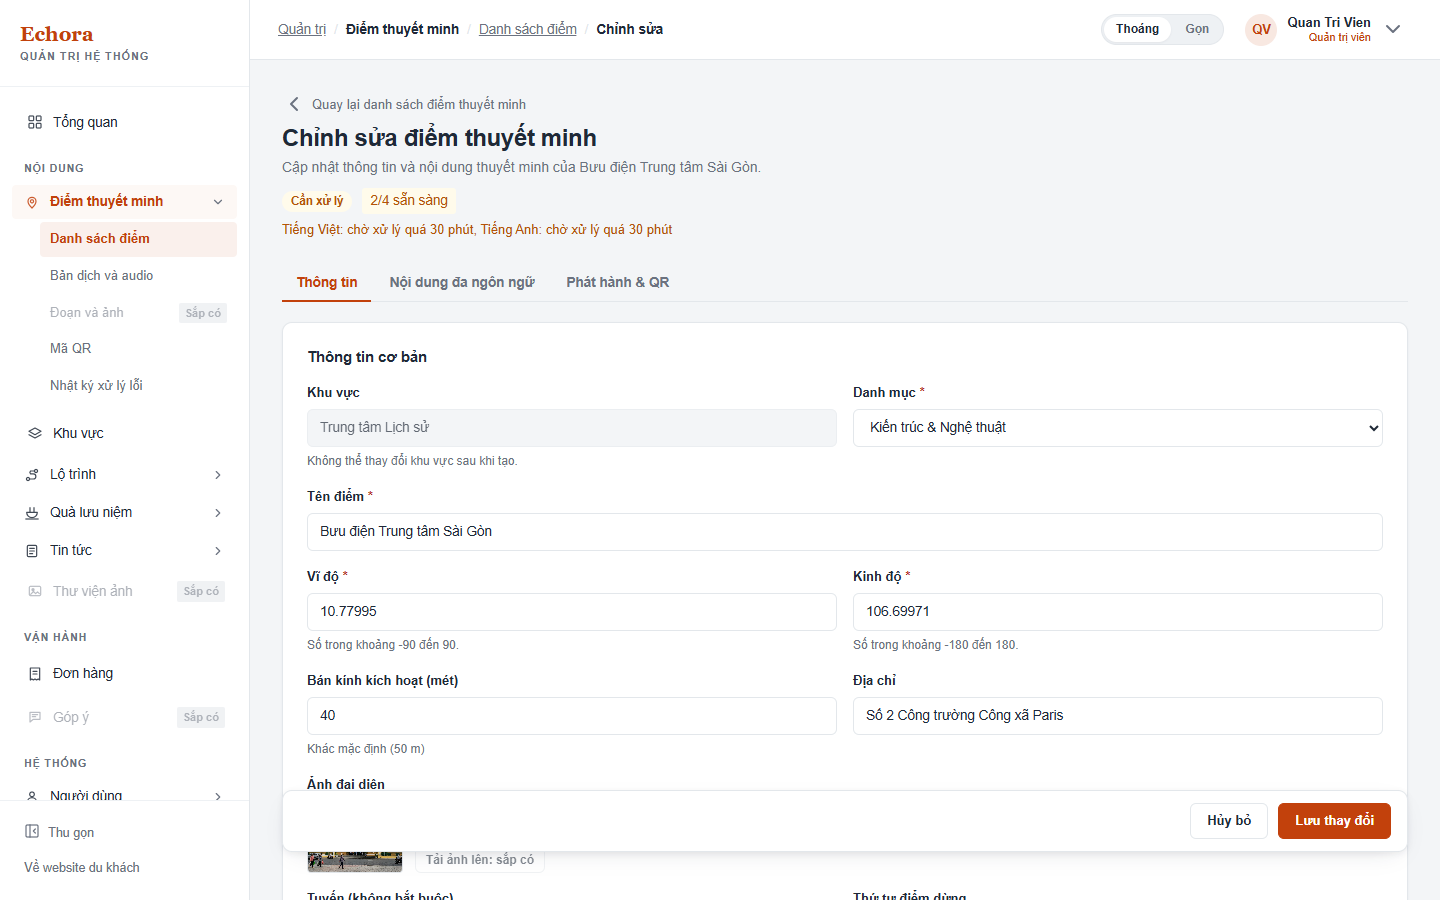 Echora
QUẢN TRỊ HỆ THỐNG
Tổng quan
NỘI DUNG
Điểm thuyết minh
Danh sách điểm
Bản dịch và audio
Đoạn và ảnh
Sắp có
Mã QR
Nhật ký xử lý lỗi
Khu vực
Lộ trình
Quà lưu niệm
Tin tức
Thư viện ảnh
Sắp có
VẬN HÀNH
Đơn hàng
Góp ý
Sắp có
HỆ THỐNG
Người dùng
Thu gọn
Về website du khách
Quản trị / Điểm thuyết minh / Danh sách điểm / Chỉnh sửa
Thoáng
Gọn
QV
Quan Tri Vien
Quản trị viên
Quay lại danh sách điểm thuyết minh
Chỉnh sửa điểm thuyết minh
Cập nhật thông tin và nội dung thuyết minh của Bưu điện Trung tâm Sài Gòn.
Cần xử lý
2/4 sẵn sàng
Tiếng Việt: chờ xử lý quá 30 phút, Tiếng Anh: chờ xử lý quá 30 phút
Thông tin
Nội dung đa ngôn ngữ
Phát hành & QR
Thông tin cơ bản
Khu vực
Trung tâm Lịch sử
Không thể thay đổi khu vực sau khi tạo.
Danh mục *
Kiến trúc & Nghệ thuật
Tên điểm *
Bưu điện Trung tâm Sài Gòn
Vĩ độ *
10.77995
Số trong khoảng -90 đến 90.
Kinh độ *
106.69971
Số trong khoảng -180 đến 180.
Bán kính kích hoạt (mét)
40
Khác mặc định (50 m)
Địa chỉ
Số 2 Công trường Công xã Paris
Ảnh đại diện
Hủy bỏ
Lưu thay đổi
Tải ảnh lên: sắp có
Tuyến (không bắt buộc)
Thứ tự điểm dừng